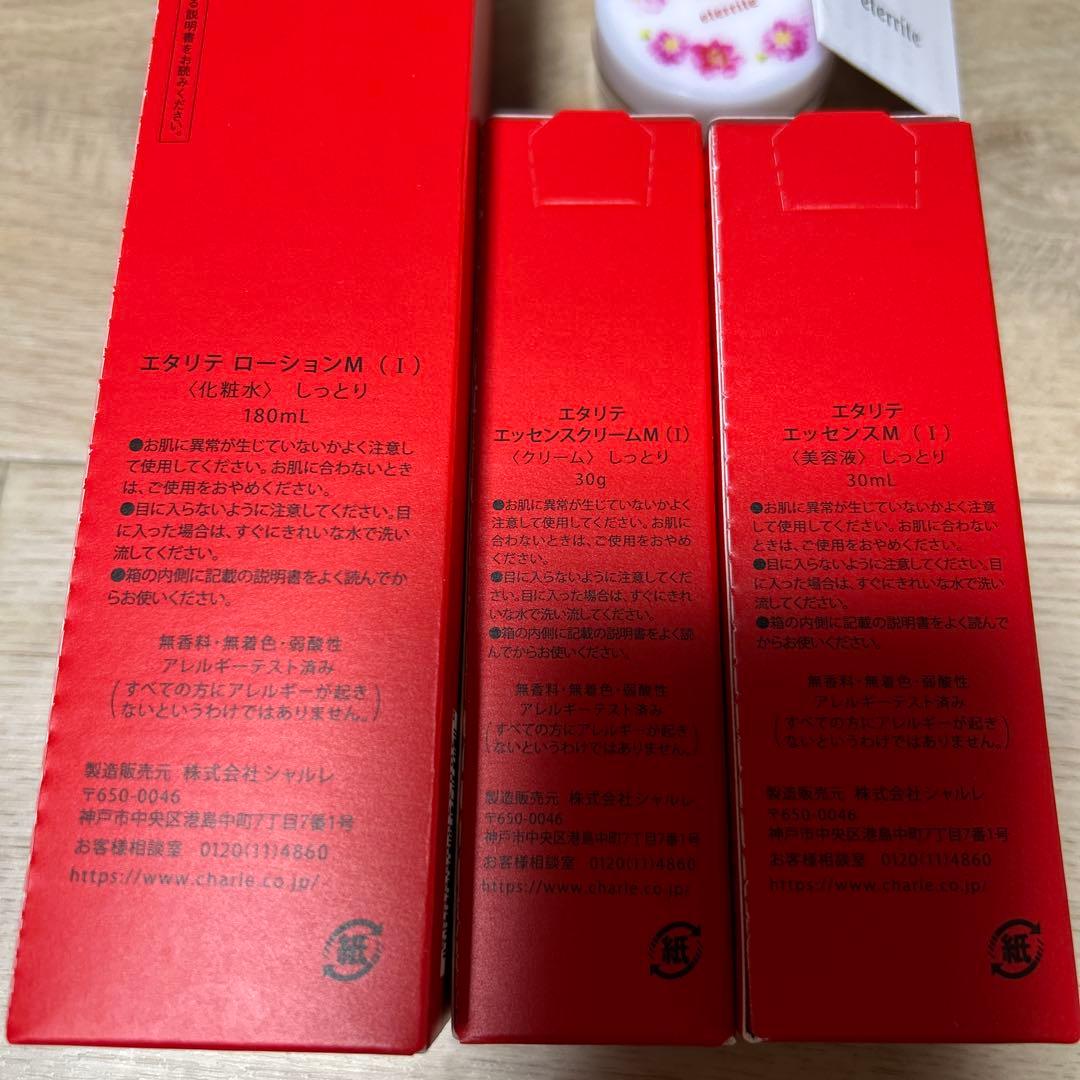 る説明書をお読みください。
eterrite
eterrite
エタリテ ローションM (Ⅰ)
〈化粧水〉 しっとり
180mL
●お肌に異常が生じていないかよく注意し
て使用してください。お肌に合わないとき
は、ご使用をおやめください。
●目に入らないように注意してください。目
に入った場合は、すぐにきれいな水で洗い
流してください。
●箱の内側に記載の説明書をよく読んでか
らお使いください。
無香料・無着色・弱酸性
アレルギーテスト済み
(すべての方にアレルギーが起き
ないというわけではありません。)
製造販売元 株式会社シャルレ
〒650-0046
神戸市中央区港島中町7丁目7番1号
お客様相談室 0120(11)4860
https://www.charle.co.jp/
紙
エタリテ
エッセンスクリームM(Ⅰ)
〈クリーム〉 しっとり
30g
●お肌に異常が生じていないかよく
注意して使用してください。お肌に
合わないときは、ご使用をおやめ
ください。
●目に入らないように注意してくだ
さい。目に入った場合は、すぐにきれ
いな水で洗い流してください。
●箱の内側に記載の説明書をよく読
んでからお使いください。
無香料・無着色・弱酸性
アレルギーテスト済み
(すべての方にアレルギーが起き
ないというわけではありません。)
製造販売元 株式会社シャルレ
〒650-0046
神戸市中央区港島中町7丁目7番1号
お客様相談室 0120(11)4860
https://www.charle.co.jp/
紙
エタリテ
エッセンスM (Ⅰ)
〈美容液〉 しっとり
30mL
●お肌に異常が生じていないかよく注意
して使用してください。お肌に合わない
ときは、ご使用をおやめください。
●目に入らないように注意してください。目
に入った場合は、すぐにきれいな水で洗い
流してください。
●箱の内側に記載の説明書をよく読んで
からお使いください。
無香料・無着色・弱酸性
アレルギーテスト済み
(すべての方にアレルギーが起き
ないというわけではありません。)
製造販売元 株式会社シャルレ
〒650-0046
神戸市中央区港島中町7丁目7番1号
お客様相談室 0120(11)4860
https://www.charle.co.jp/
紙